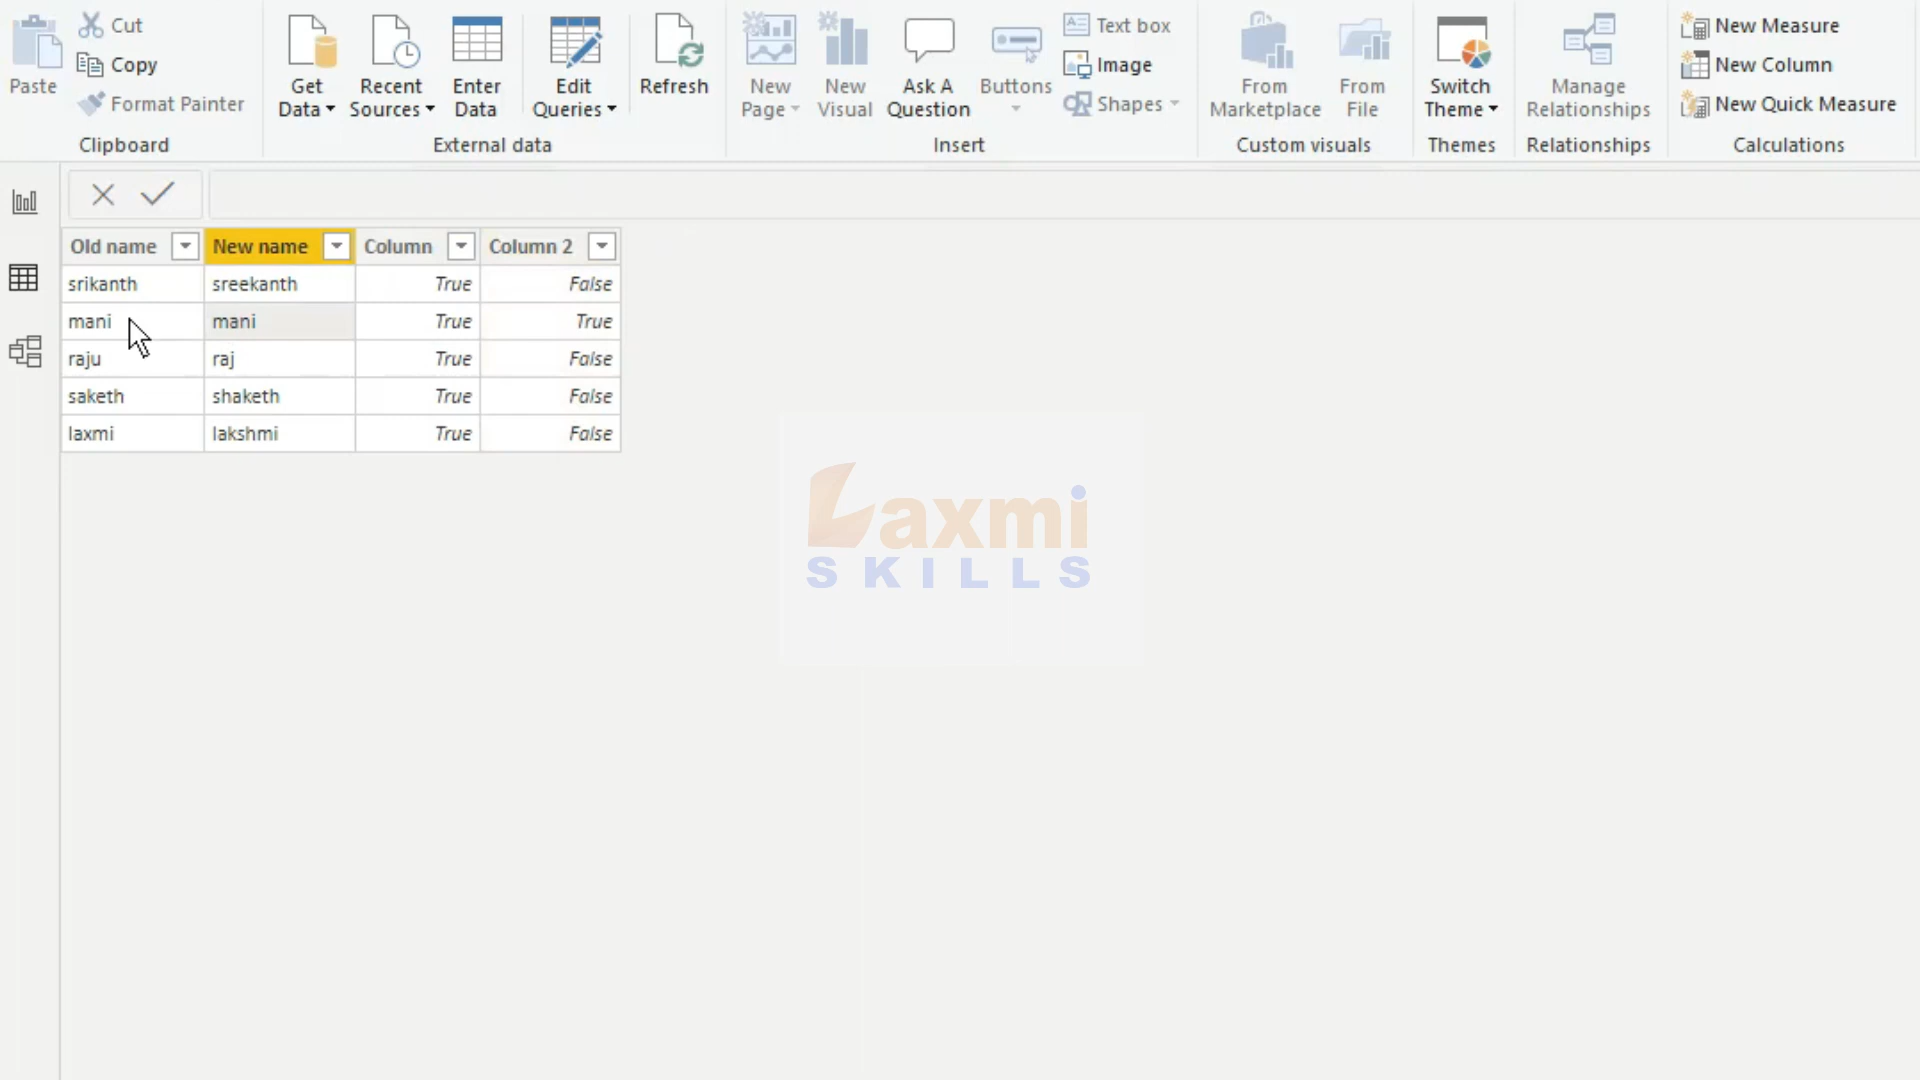 Paste
Cut
Copy
Format Painter
Clipboard
Get Data
Recent Sources
Enter Data
Edit Queries
Refresh
External data
New Page
New Visual
Ask A Question
Buttons
Text box
Image
Shapes
Insert
From Marketplace
From File
Custom visuals
Switch Theme
Themes
Manage Relationships
Relationships
New Measure
New Column
New Quick Measure
Calculations
Old name New name Column Column 2
srikanth sreekanth True False
mani mani True True
raju raj True False
saketh shaketh True False
laxmi lakshmi True False
Laxmi
SKILLS